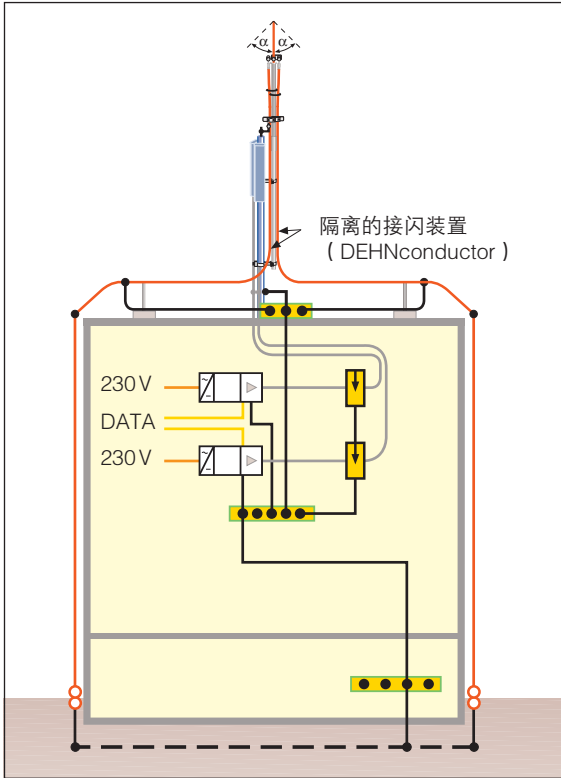 α α
隔离的接闪装置
（DEHNconductor）
230 V
DATA
230 V